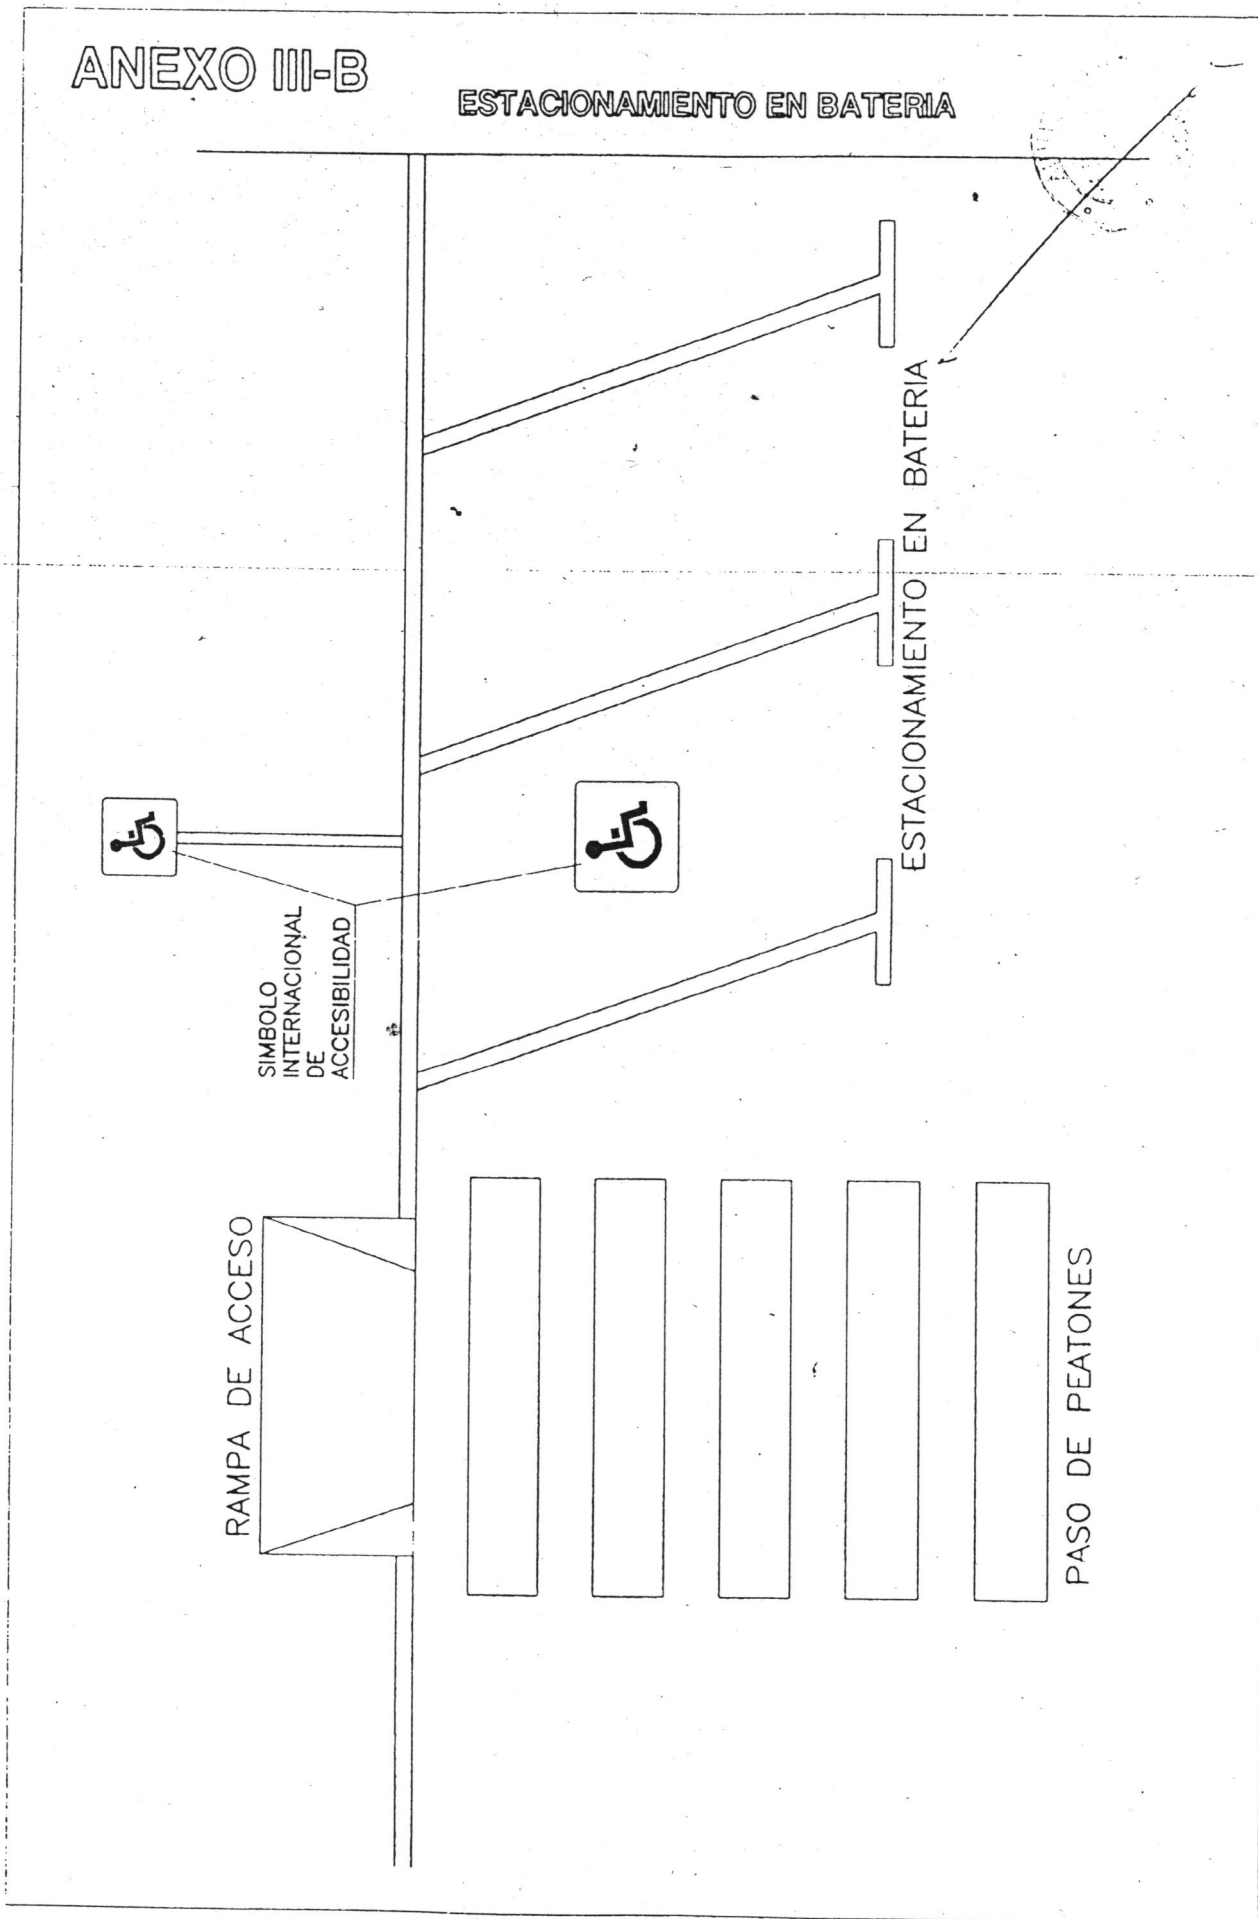 ANEXO III-B
ESTACIONAMIENTO EN BATERIA
SIMBOLO
INTERNACIONAL
DE
ACCESIBILIDAD
ESTACIONAMIENTO EN BATERIA
RAMPA DE ACCESO
PASO DE PEATONES